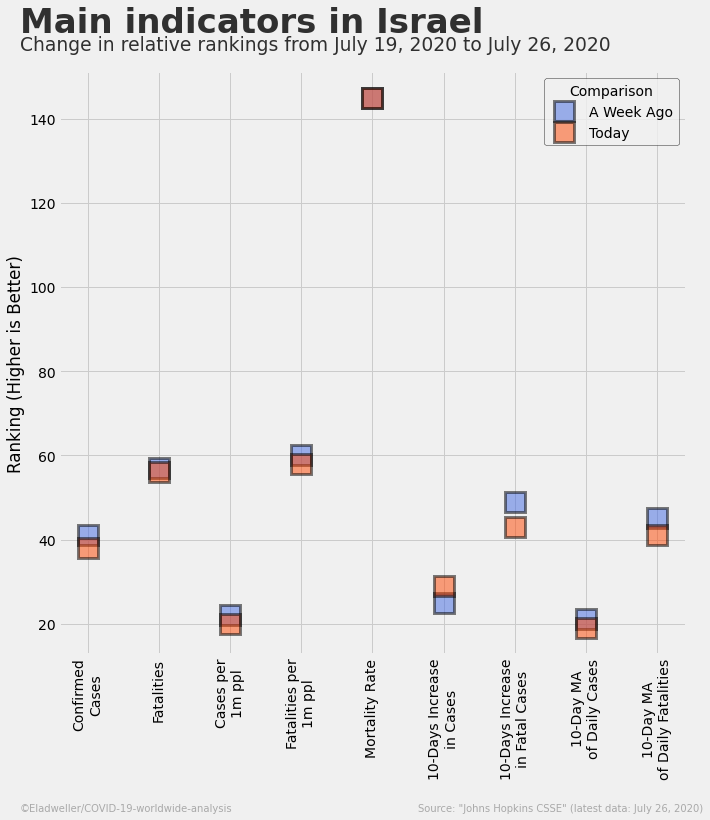 Main indicators in Israel
Change in relative rankings from July 19, 2020 to July 26, 2020
Comparison
A Week Ago
Today
Ranking (Higher is Better)
140
120
100
80
60
40
20
Confirmed
Cases
Fatalities
Cases per
1m ppl
Fatalities per
1m ppl
Mortality Rate
10-Days Increase
in Cases
10-Days Increase
in Fatal Cases
10-Day MA
of Daily Cases
10-Day MA
of Daily Fatalities
©Eladweller/COVID-19-worldwide-analysis
Source: "Johns Hopkins CSSE" (latest data: July 26, 2020)